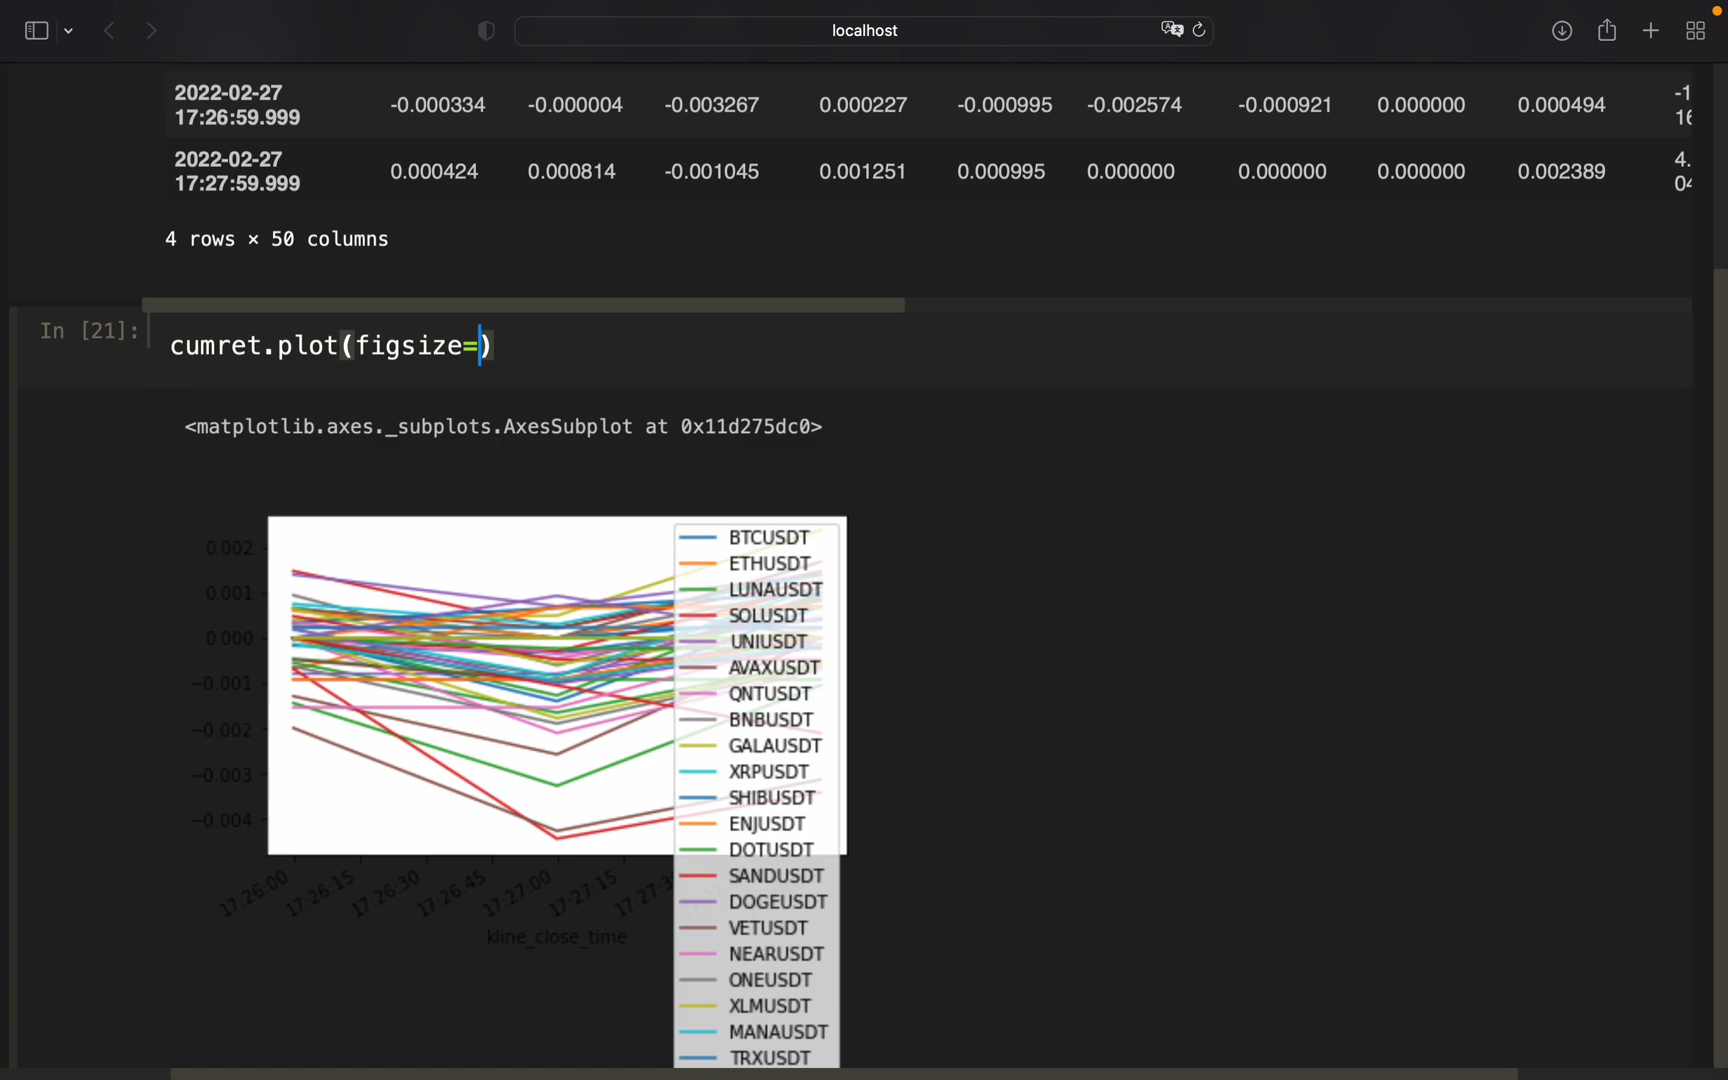 localhost
2022-02-27
17:26:59.999
-0.000334 -0.000004 -0.003267 0.000227 -0.000995 -0.002574 -0.000921 0.000000 0.000494
2022-02-27
17:27:59.999
0.000424 0.000814 -0.001045 0.001251 0.000995 0.000000 0.000000 0.000000 0.002389
4 rows × 50 columns
In [21]:
cumret.plot(figsize=)
<matplotlib.axes._subplots.AxesSubplot at 0x11d275dc0>
0.002
0.001
0.000
−0.001
−0.002
−0.003
−0.004
17:26:00 17:26:15 17:26:30 17:26:45 17:27:00 17:27:15
kline_close_time
BTCUSDT
ETHUSDT
LUNAUSDT
SOLUSDT
UNIUSDT
AVAXUSDT
QNTUSDT
BNBUSDT
GALAUSDT
XRPUSDT
SHIBUSDT
ENJUSDT
DOTUSDT
SANDUSDT
DOGEUSDT
VETUSDT
NEARUSDT
ONEUSDT
XLMUSDT
MANAUSDT
TRXUSDT